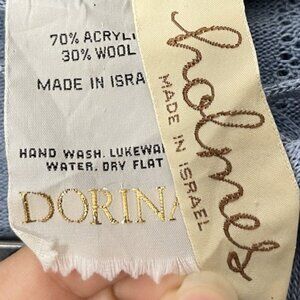 70% ACRYLI
30% WOOL
MADE IN ISRA
HAND WASH. LUKEWA
WATER. DRY FLAT
DORINA
holmes
MADE IN ISRAEL